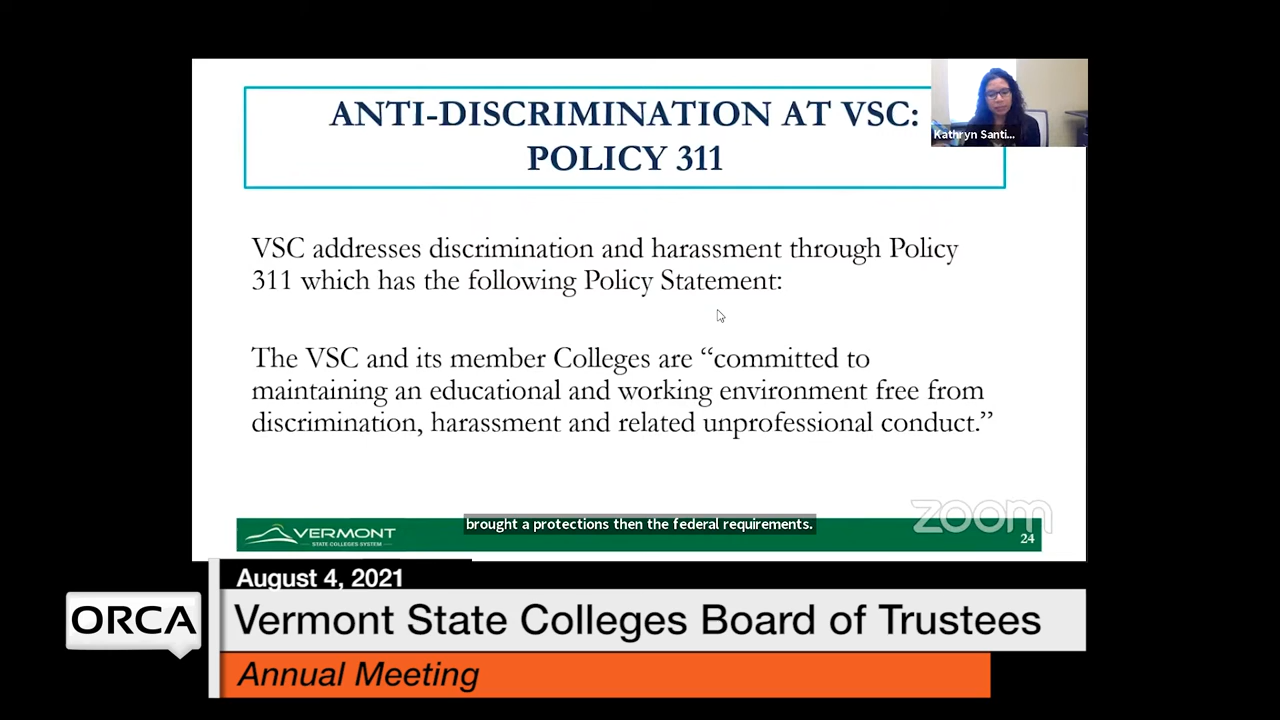 ANTI-DISCRIMINATION AT VSC:
POLICY 311
Kathryn Santi...
VSC addresses discrimination and harassment through Policy
311 which has the following Policy Statement:
The VSC and its member Colleges are “committed to
maintaining an educational and working environment free from
discrimination, harassment and related unprofessional conduct.”
zoom
VERMONT
STATE COLLEGES SYSTEM
brought a protections then the federal requirements.
24
August 4, 2021
ORCA
Vermont State Colleges Board of Trustees
Annual Meeting